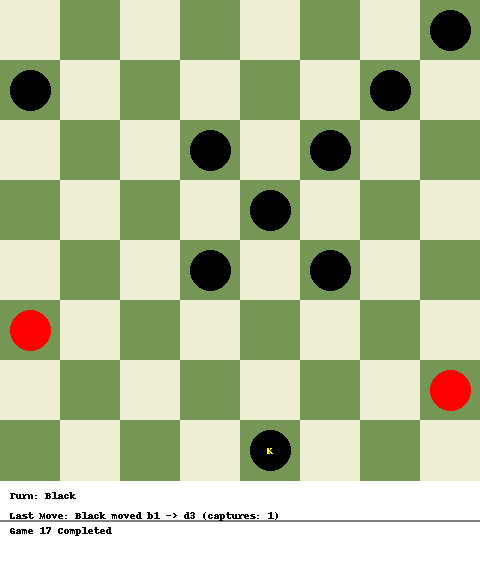 K
Turn: Black
Last Move: Black moved b1 -> d3 (captures: 1)
Game 17 Completed